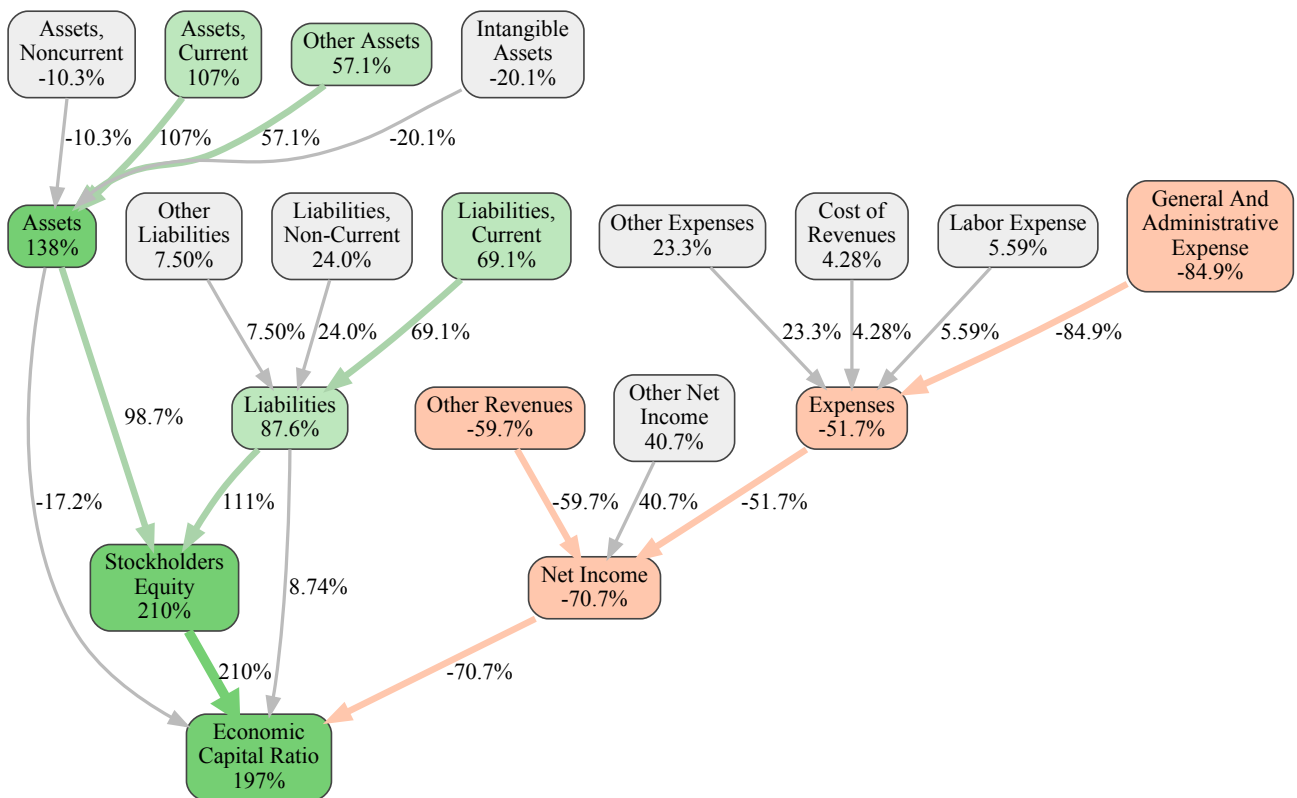 Assets,
Noncurrent
-10.3%
Assets,
Current
107%
Other Assets
57.1%
Intangible
Assets
-20.1%
-10.3%
107%
57.1%
-20.1%
Assets
138%
Other
Liabilities
7.50%
Liabilities,
Non-Current
24.0%
Liabilities,
Current
69.1%
Other Expenses
23.3%
Cost of
Revenues
4.28%
Labor Expense
5.59%
General And
Administrative
Expense
-84.9%
7.50%
24.0%
69.1%
23.3%
4.28%
5.59%
-84.9%
98.7%
Liabilities
87.6%
Other Revenues
-59.7%
Other Net
Income
40.7%
Expenses
-51.7%
-17.2%
111%
-59.7%
40.7%
-51.7%
Stockholders
Equity
210%
8.74%
Net Income
-70.7%
210%
-70.7%
Economic
Capital Ratio
197%